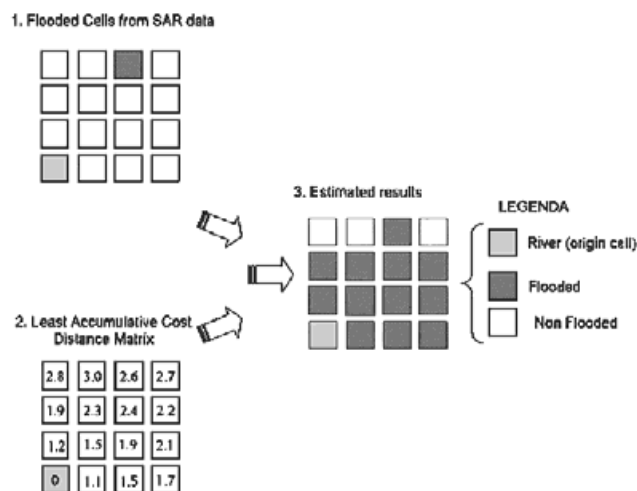 1. Flooded Cells from SAR data
3. Estimated results
LEGENDA
River (origin cell)
Flooded
Non Flooded
2. Least Accumulative Cost
Distance Matrix
2.8 3.0 2.6 2.7
1.9 2.3 2.4 2.2
1.2 1.5 1.9 2.1
0 1.1 1.5 1.7